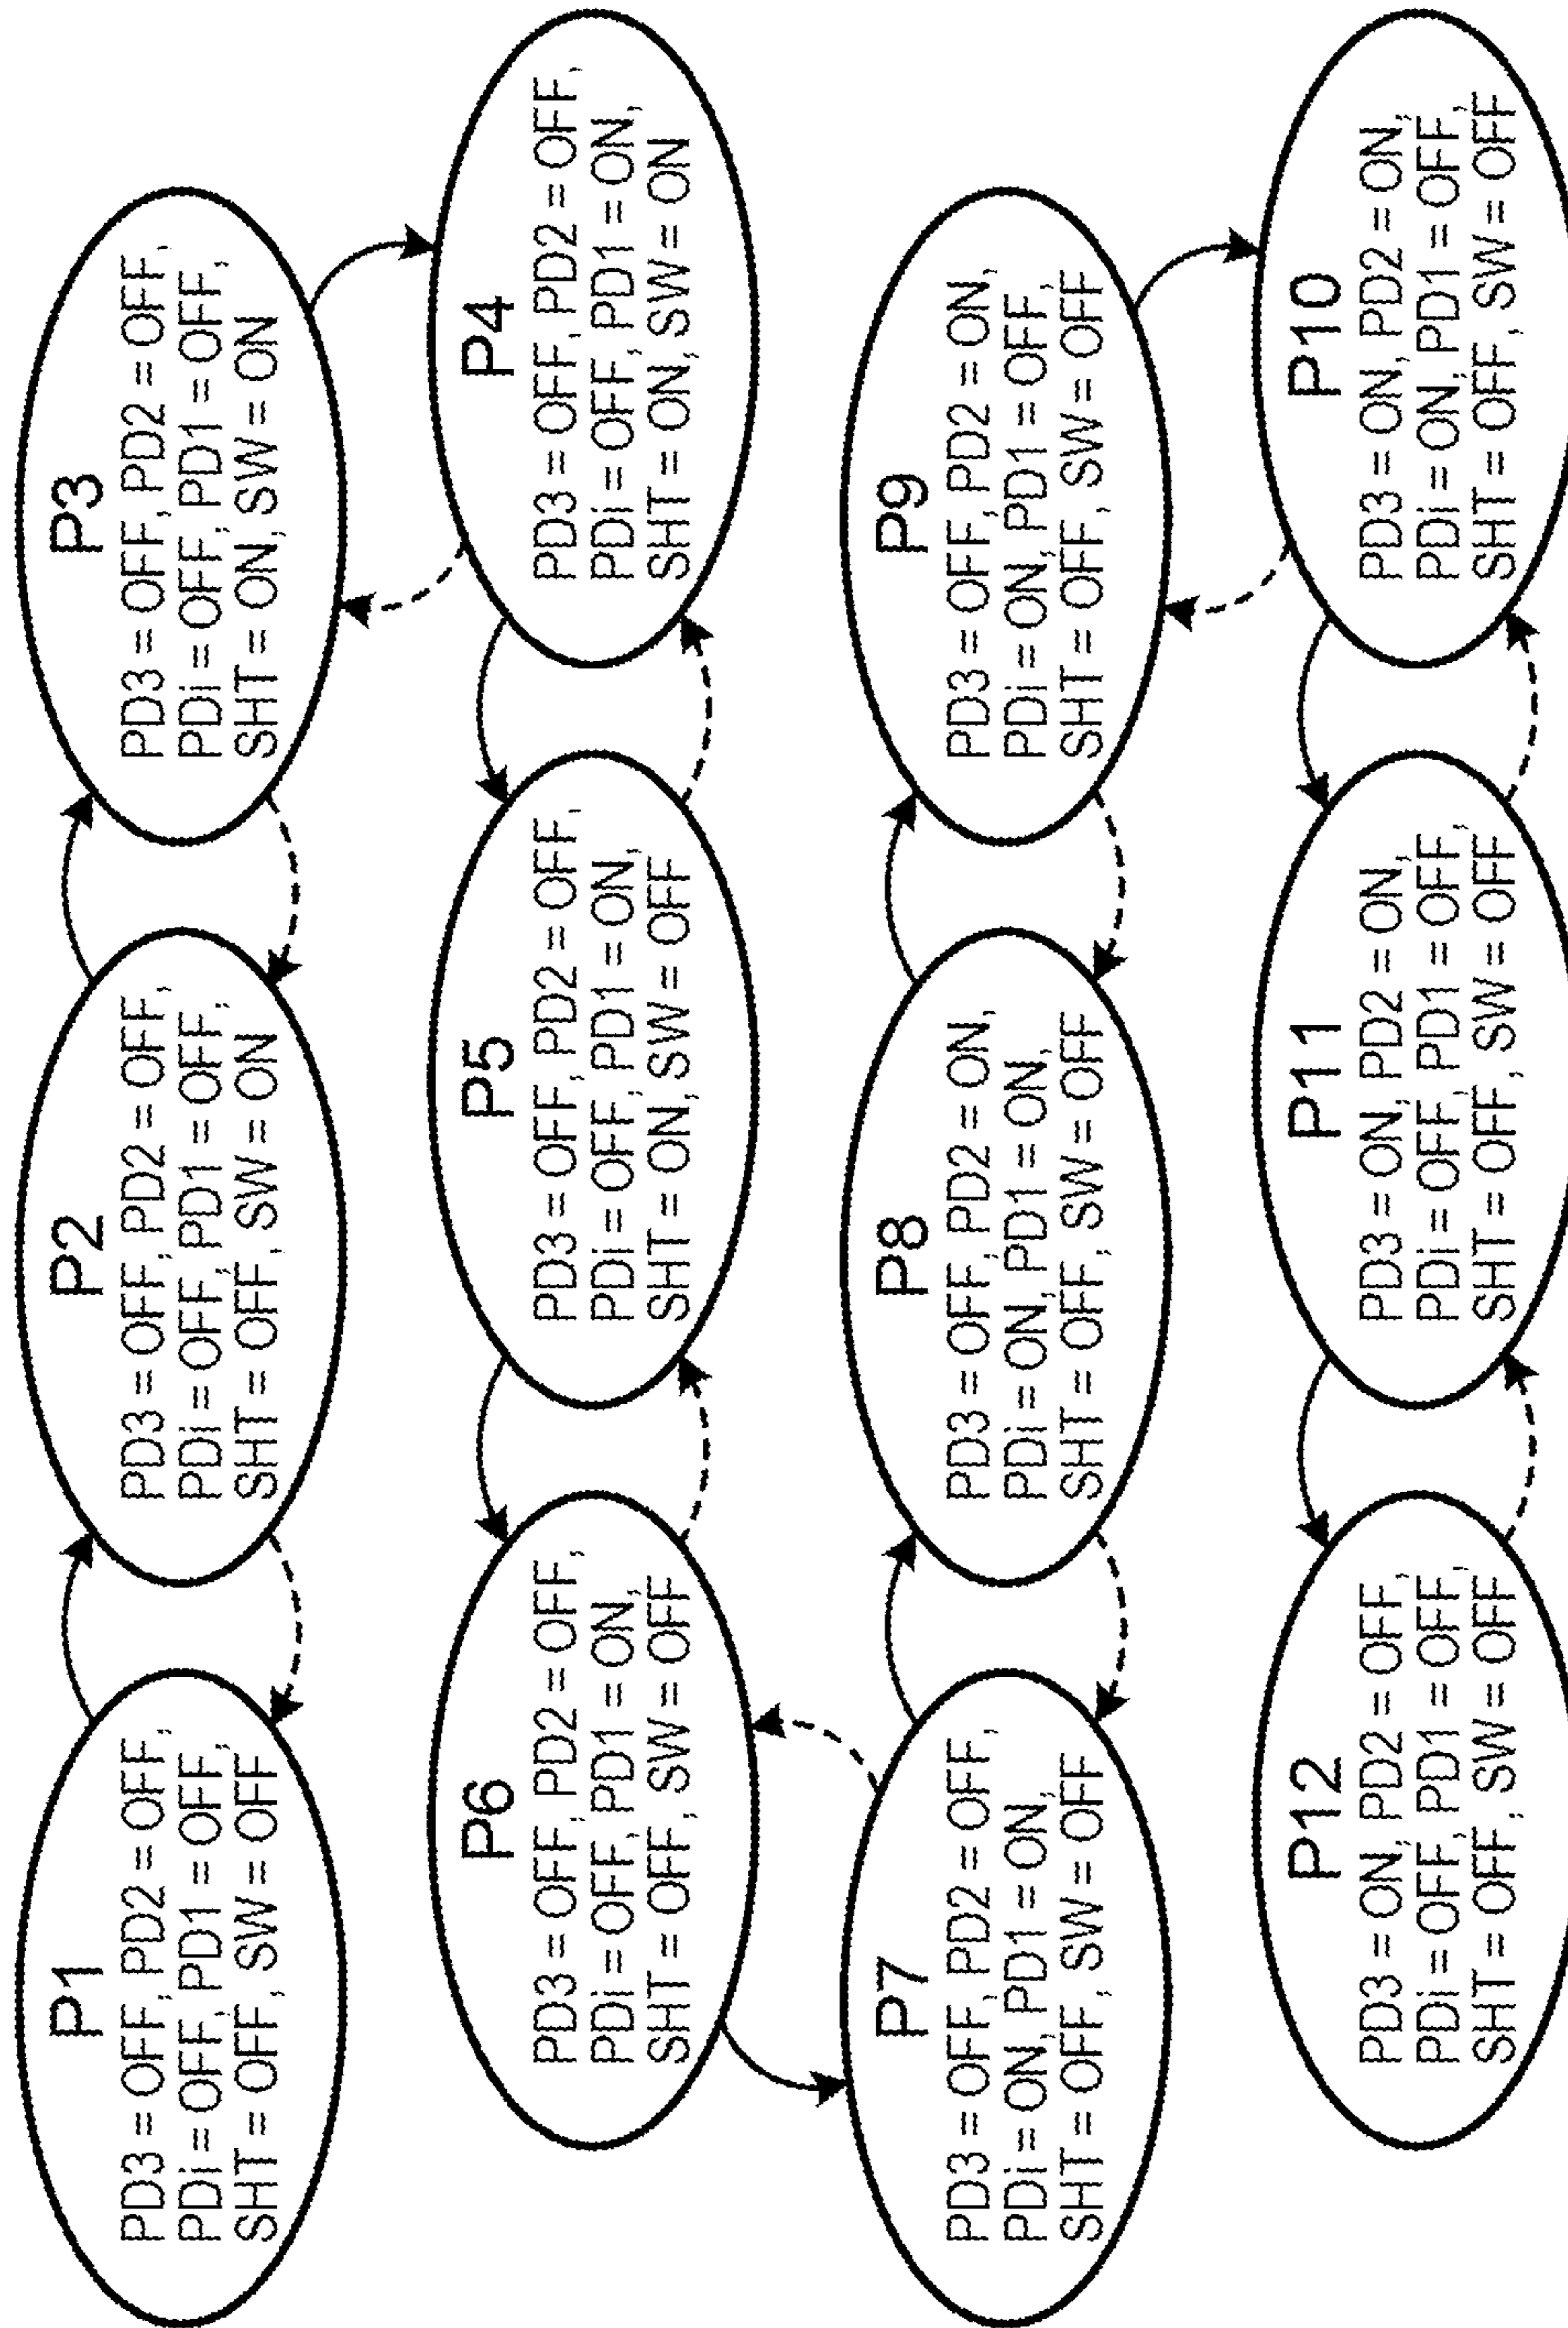 P1
PD3 = OFF, PD2 = OFF,
PDi = OFF, PD1 = OFF,
SHT = OFF, SW = OFF
P2
PD3 = OFF, PD2 = OFF,
PDi = OFF, PD1 = OFF,
SHT = OFF, SW = ON
P3
PD3 = OFF, PD2 = OFF,
PDi = OFF, PD1 = OFF,
SHT = ON, SW = ON
P4
PD3 = OFF, PD2 = OFF,
PDi = OFF, PD1 = ON,
SHT = ON, SW = ON
P5
PD3 = OFF, PD2 = OFF,
PDi = OFF, PD1 = ON,
SHT = ON, SW = OFF
P6
PD3 = OFF, PD2 = OFF,
PDi = OFF, PD1 = ON,
SHT = OFF, SW = OFF
P7
PD3 = OFF, PD2 = OFF,
PDi = ON, PD1 = ON,
SHT = OFF, SW = OFF
P8
PD3 = OFF, PD2 = ON,
PDi = ON, PD1 = ON,
SHT = OFF, SW = OFF
P9
PD3 = OFF, PD2 = ON,
PDi = ON, PD1 = OFF,
SHT = OFF, SW = OFF
P10
PD3 = ON, PD2 = ON,
PDi = ON, PD1 = OFF,
SHT = OFF, SW = OFF
P11
PD3 = ON, PD2 = ON,
PDi = OFF, PD1 = OFF,
SHT = OFF, SW = OFF
P12
PD3 = ON, PD2 = OFF,
PDi = OFF, PD1 = OFF,
SHT = OFF, SW = OFF